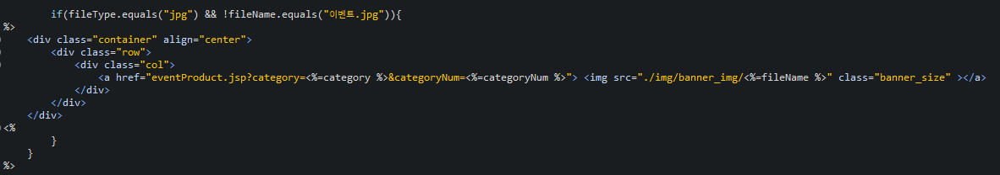 if(fileType.equals("jpg") && !fileName.equals("이벤트.jpg")){
%>
<div class="container" align="center">
<div class="row">
<div class="col">
<a href="eventProduct.jsp?category=<%=category %>&categoryNum=<%=categoryNum %>"> <img src="./img/banner_img/<%=fileName %>" class="banner_size" ></a>
</div>
</div>
</div>
<%
}
}
%>